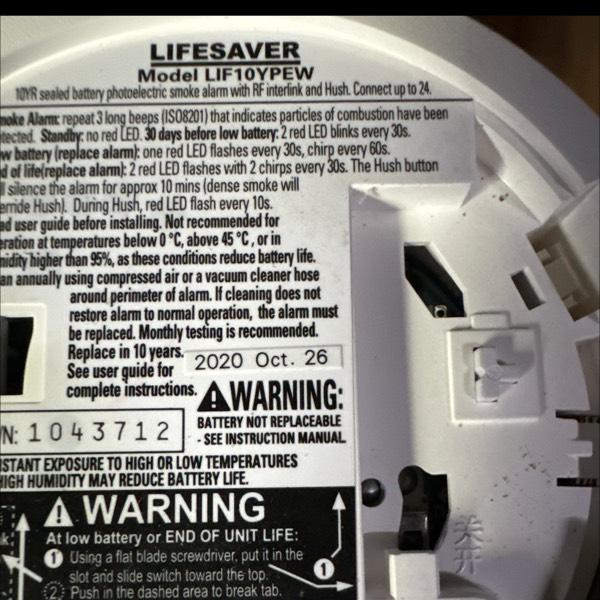 LIFESAVER
Model LIF10YPEW
10YR sealed battery photoelectric smoke alarm with RF interlink and Hush. Connect up to 24.
moke Alarm: repeat 3 long beeps (ISO8201) that indicates particles of combustion have been
tected. Standby: no red LED. 30 days before low battery: 2 red LED blinks every 30s.
w battery (replace alarm): one red LED flashes every 30s, chirp every 60s.
d of life(replace alarm): 2 red LED flashes with 2 chirps every 30s. The Hush button
l silence the alarm for approx 10 mins (dense smoke will
erride Hush). During Hush, red LED flash every 10s.
ad user guide before installing. Not recommended for
eration at temperatures below 0 °C, above 45 °C, or in
midity higher than 95%, as these conditions reduce battery life.
an annually using compressed air or a vacuum cleaner hose
around perimeter of alarm. If cleaning does not
restore alarm to normal operation, the alarm must
be replaced. Monthly testing is recommended.
Replace in 10 years.
See user guide for
complete instructions.
2020 Oct. 26
WARNING:
BATTERY NOT REPLACEABLE
- SEE INSTRUCTION MANUAL
N: 1043712
ISTANT EXPOSURE TO HIGH OR LOW TEMPERATURES
HIGH HUMIDITY MAY REDUCE BATTERY LIFE.
WARNING
At low battery or END OF UNIT LIFE:
1 Using a flat blade screwdriver, put it in the
slot and slide switch toward the top.
2 Push in the dashed area to break tab.
k:
1
关
开